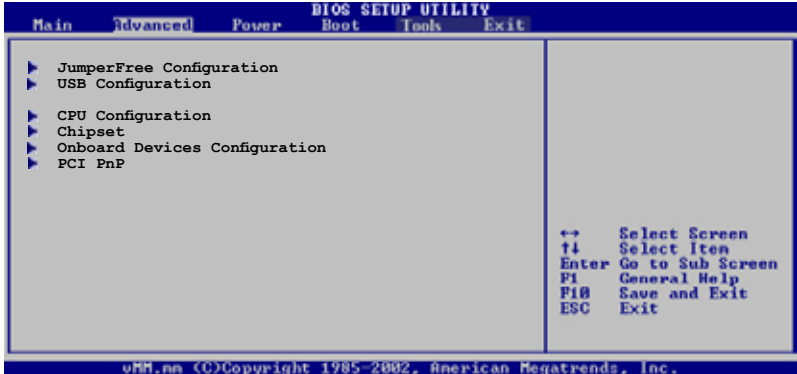 BIOS SETUP UTILITY
Main Advanced Power Boot Tools Exit
JumperFree Configuration
USB Configuration
CPU Configuration
Chipset
Onboard Devices Configuration
PCI PnP
←→ Select Screen
↑↓ Select Item
Enter Go to Sub Screen
F1 General Help
F10 Save and Exit
ESC Exit
vMM.mm (C)Copyright 1985-2002, American Megatrends, Inc.